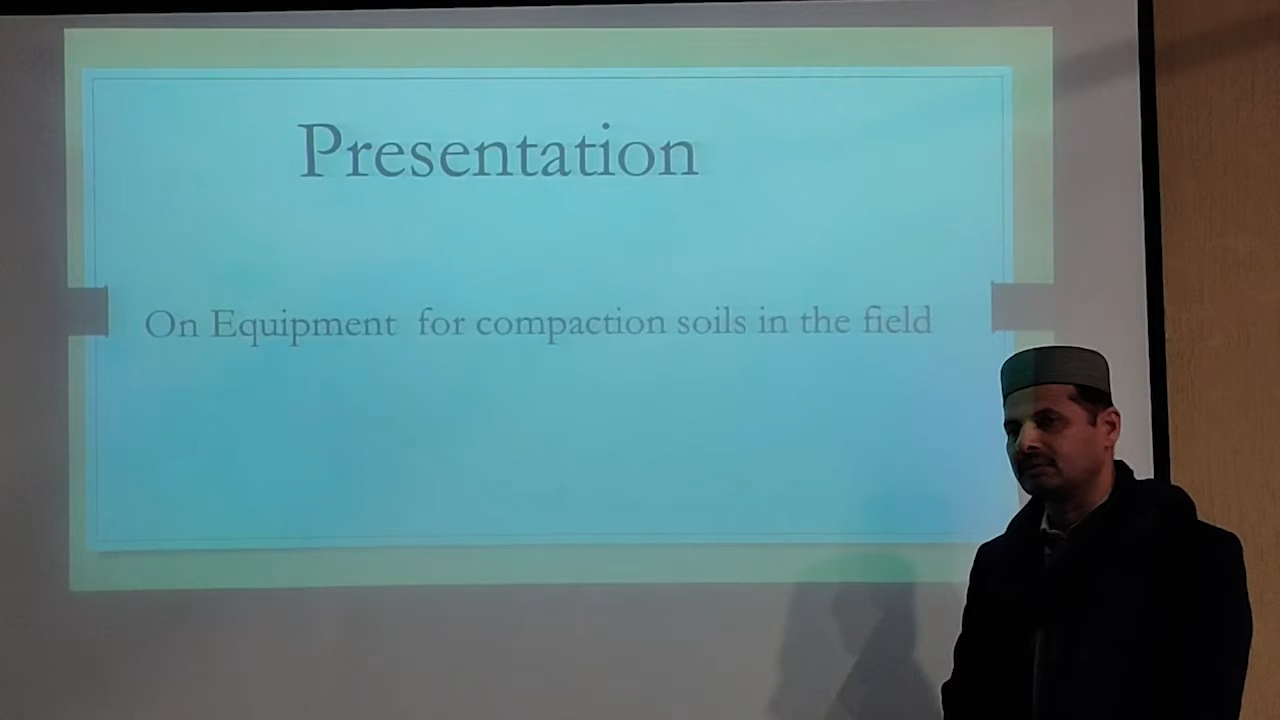 Presentation
On Equipment for compaction soils in the field